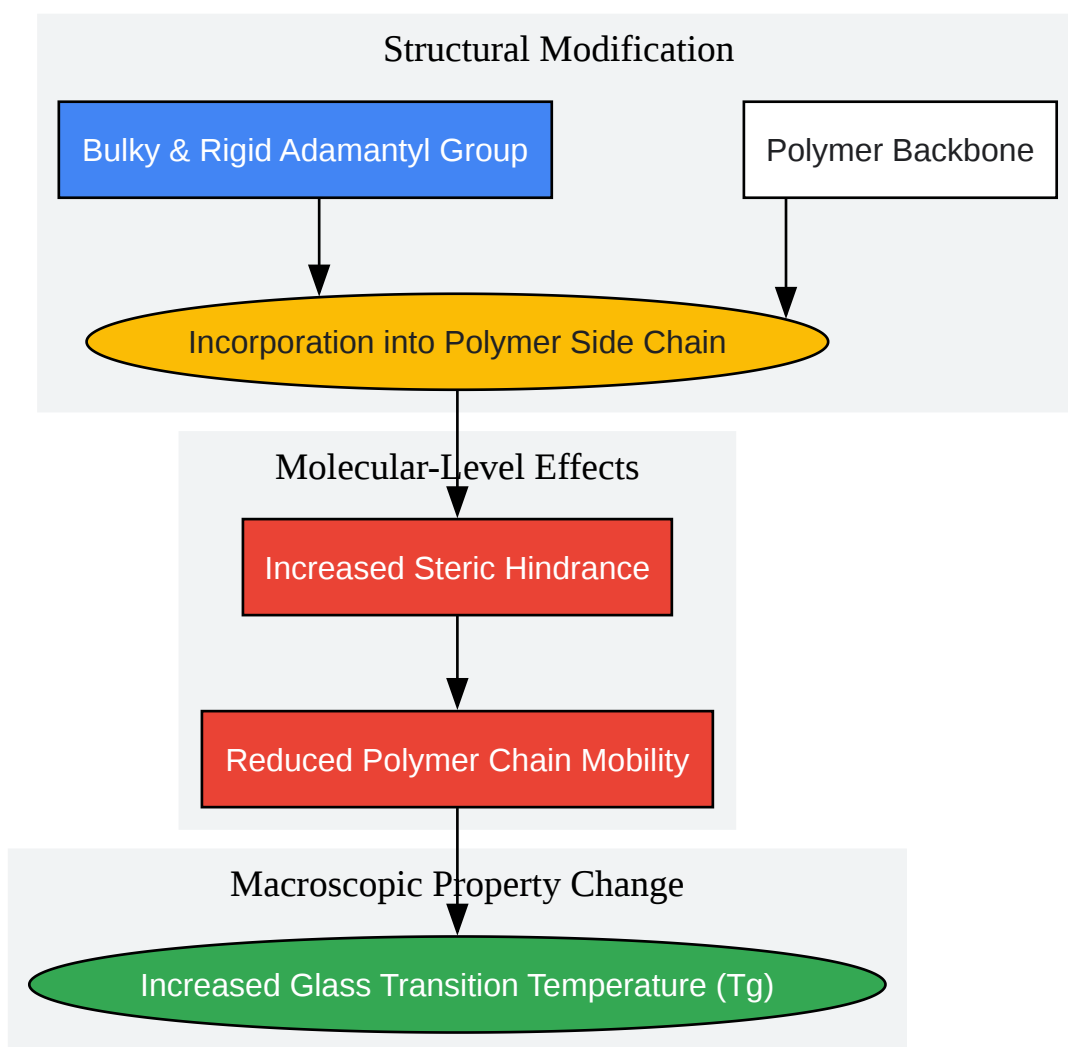 Structural Modification
Bulky & Rigid Adamantyl Group
Polymer Backbone
Incorporation into Polymer Side Chain
Molecular-Level Effects
Increased Steric Hindrance
Reduced Polymer Chain Mobility
Macroscopic Property Change
Increased Glass Transition Temperature (Tg)